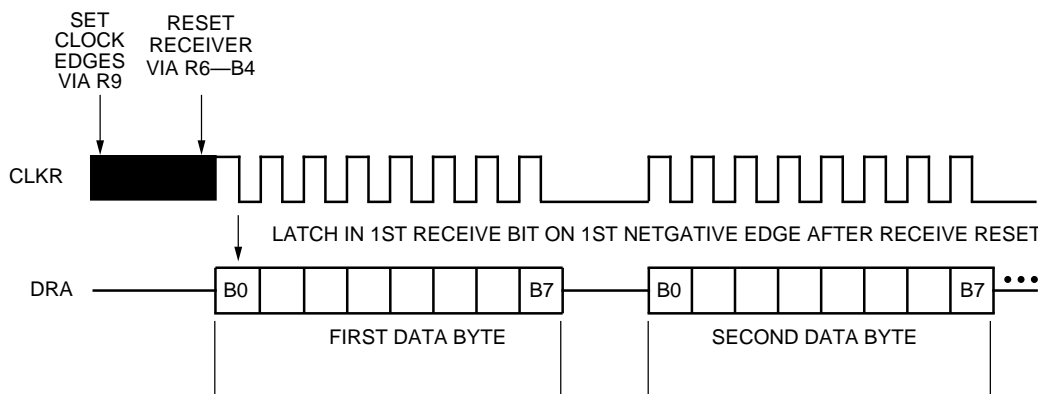 SET
CLOCK
EDGES
VIA R9
RESET
RECEIVER
VIA R6—B4
CLKR
LATCH IN 1ST RECEIVE BIT ON 1ST NETGATIVE EDGE AFTER RECEIVE RESET
DRA
B0
B7
B0
B7
FIRST DATA BYTE
SECOND DATA BYTE